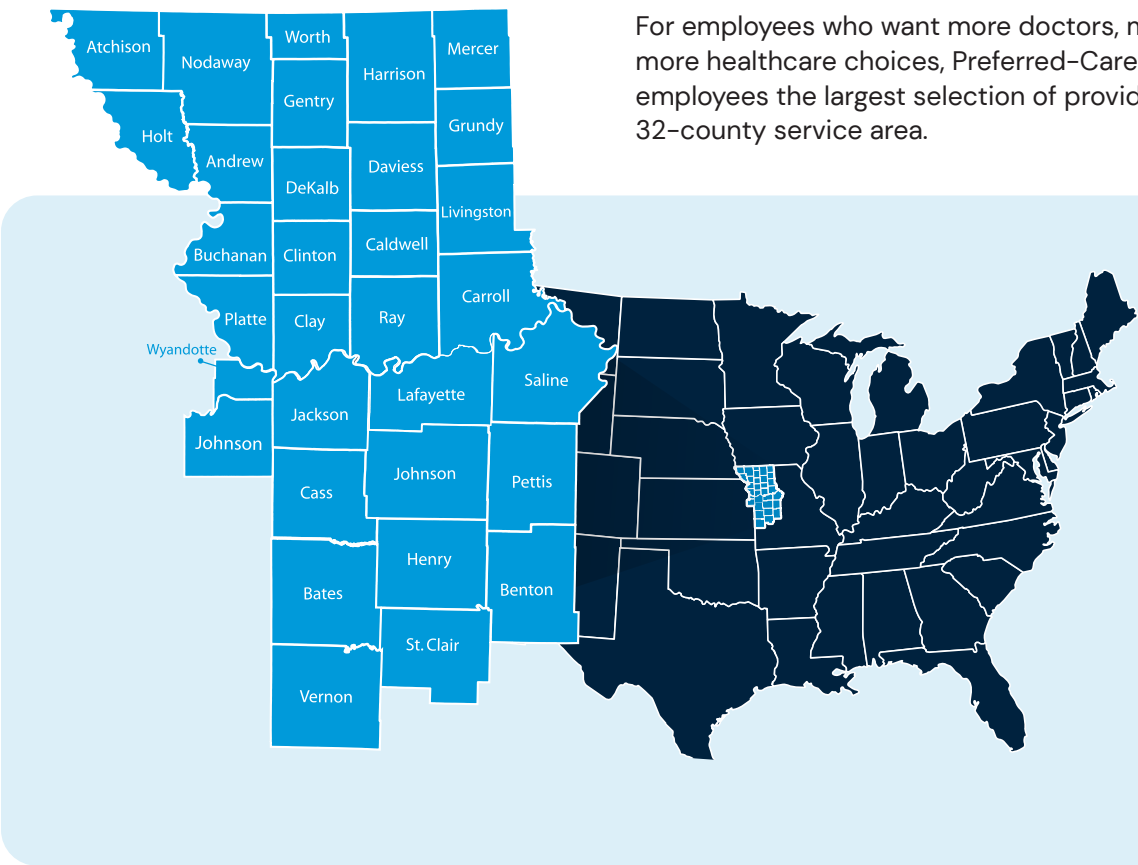 For employees who want more doctors,
more healthcare choices, Preferred-Care
employees the largest selection of
32-county service area.
Atchison
Nodaway
Worth
Harrison
Mercer
Gentry
Holt
Grundy
Andrew
Daviess
DeKalb
Livingston
Buchanan
Clinton
Caldwell
Carroll
Platte
Clay
Ray
Wyandotte
Saline
Lafayette
Jackson
Johnson
Johnson
Pettis
Cass
Henry
Bates
Benton
St. Clair
Vernon